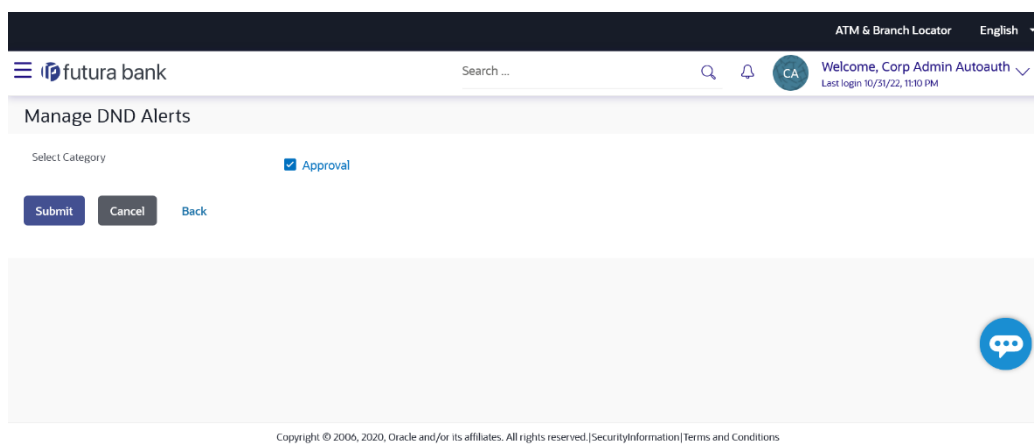 ATM & Branch Locator English
futura bank
Search ...
CA
Welcome, Corp Admin Autoauth
Last login 10/31/22, 11:10 PM
Manage DND Alerts
Select Category
Approval
Submit Cancel Back
Copyright © 2006, 2020, Oracle and/or its affiliates. All rights reserved.|SecurityInformation|Terms and Conditions